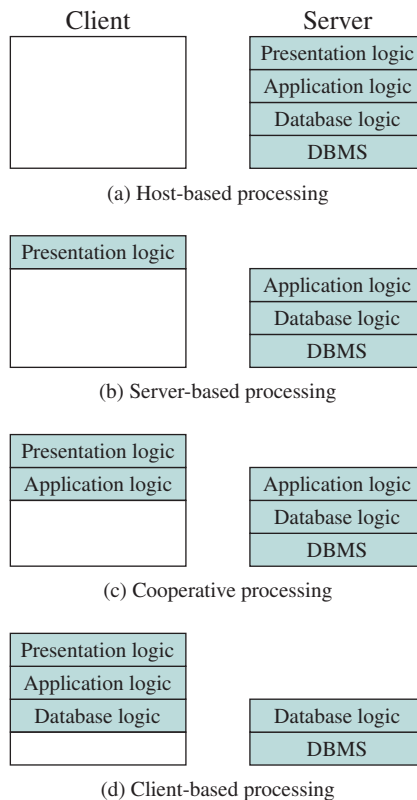 Client
Server
Presentation logic
Application logic
Database logic
DBMS
(a) Host-based processing
Presentation logic
Application logic
Database logic
DBMS
(b) Server-based processing
Presentation logic
Application logic
Application logic
Database logic
DBMS
(c) Cooperative processing
Presentation logic
Application logic
Database logic
Database logic
DBMS
(d) Client-based processing